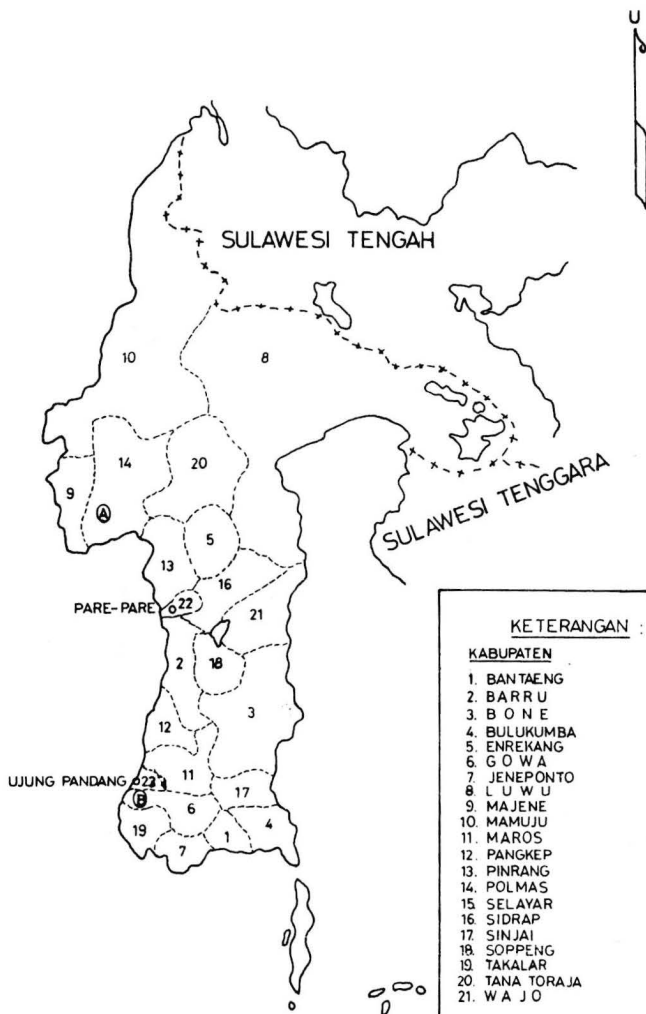 U
SULAWESI TENGAH
10
8
14
20
9
A
SULAWESI TENGGARA
5
13
16
PARE-PARE
22
21
2
18
3
12
UJUNG PANDANG
23
11
B
17
6
19
7
1
4
KETERANGAN :
KABUPATEN
1. BANTAENG
2. BARRU
3. BONE
4. BULUKUMBA
5. ENREKANG
6. GOWA
7. JENEPONTO
8. LUWU
9. MAJENE
10. MAMUJU
11. MAROS
12. PANGKEP
13. PINRANG
14. POLMAS
15. SELAYAR
16. SIDRAP
17. SINJAI
18. SOPPENG
19. TAKALAR
20. TANA TORAJA
21. WAJO